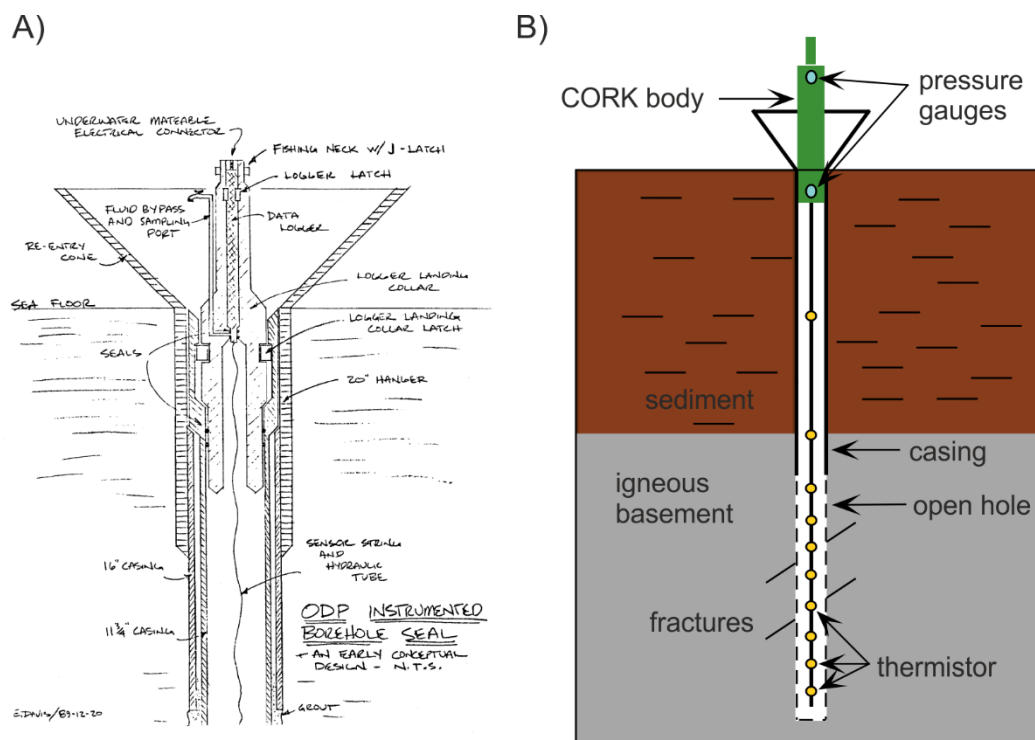 A)
UNDERWATER MATEABLE
ELECTRICAL CONNECTOR
FISHING NECK W/ J-LATCH
LOGGER LATCH
FLUID BYPASS
AND SAMPLING
PORT
DATA
LOGGER
RE-ENTRY
CONE
LOGGER LANDING
COLLAR
SEA FLOOR
LOGGER LANDING
COLLAR LATCH
SEALS
20" HANGER
SENSOR STRING
AND
HYDRAULIC
TUBE
16" CASING
11 3/4" CASING
ODP INSTRUMENTED
BOREHOLE SEAL
- AN EARLY CONCEPTUAL
DESIGN - N.T.S.
E.DAVIS/89-12-20
GROUT
B)
CORK body
pressure
gauges
sediment
casing
igneous
basement
open hole
fractures
thermistor